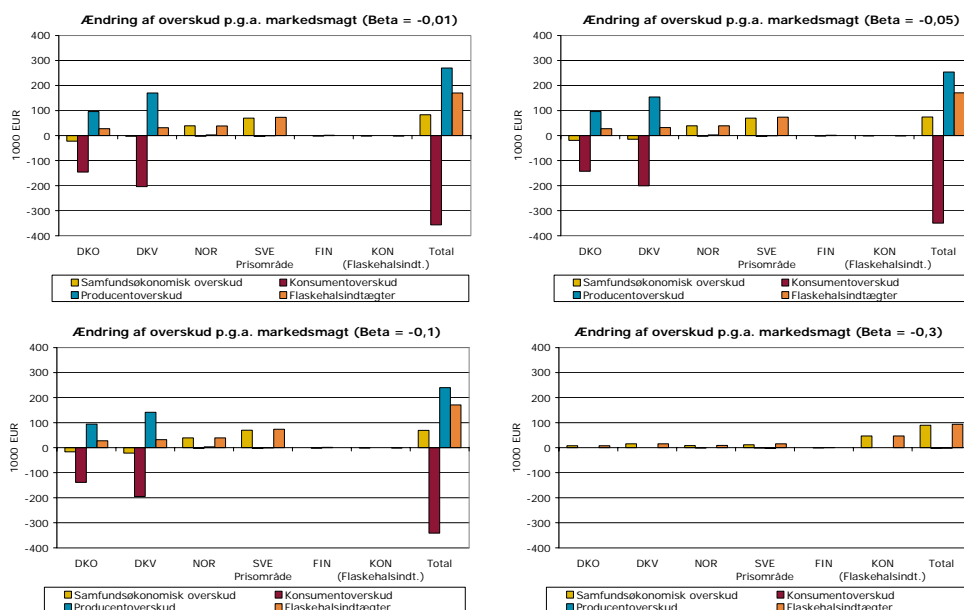 Ændring af overskud p.g.a. markedsmagt (Beta = -0,01)
400
300
200
100
0
-100
-200
-300
-400
1000 EUR
DKO DKV NOR SVE FIN KON Total
Prisområde (Flaskehalsindt.)
Samfundsøkonomisk overskud Konsumentoverskud
Producentoverskud Flaskehalsindtægter
Ændring af overskud p.g.a. markedsmagt (Beta = -0,05)
400
300
200
100
0
-100
-200
-300
-400
1000 EUR
DKO DKV NOR SVE FIN KON Total
Prisområde (Flaskehalsindt.)
Samfundsøkonomisk overskud Konsumentoverskud
Producentoverskud Flaskehalsindtægter
Ændring af overskud p.g.a. markedsmagt (Beta = -0,1)
400
300
200
100
0
-100
-200
-300
-400
1000 EUR
DKO DKV NOR SVE FIN KON Total
Prisområde (Flaskehalsindt.)
Samfundsøkonomisk overskud Konsumentoverskud
Producentoverskud Flaskehalsindtægter
Ændring af overskud p.g.a. markedsmagt (Beta = -0,3)
400
300
200
100
0
-100
-200
-300
-400
1000 EUR
DKO DKV NOR SVE FIN KON Total
Prisområde (Flaskehalsindt.)
Samfundsøkonomisk overskud Konsumentoverskud
Producentoverskud Flaskehalsindtægter